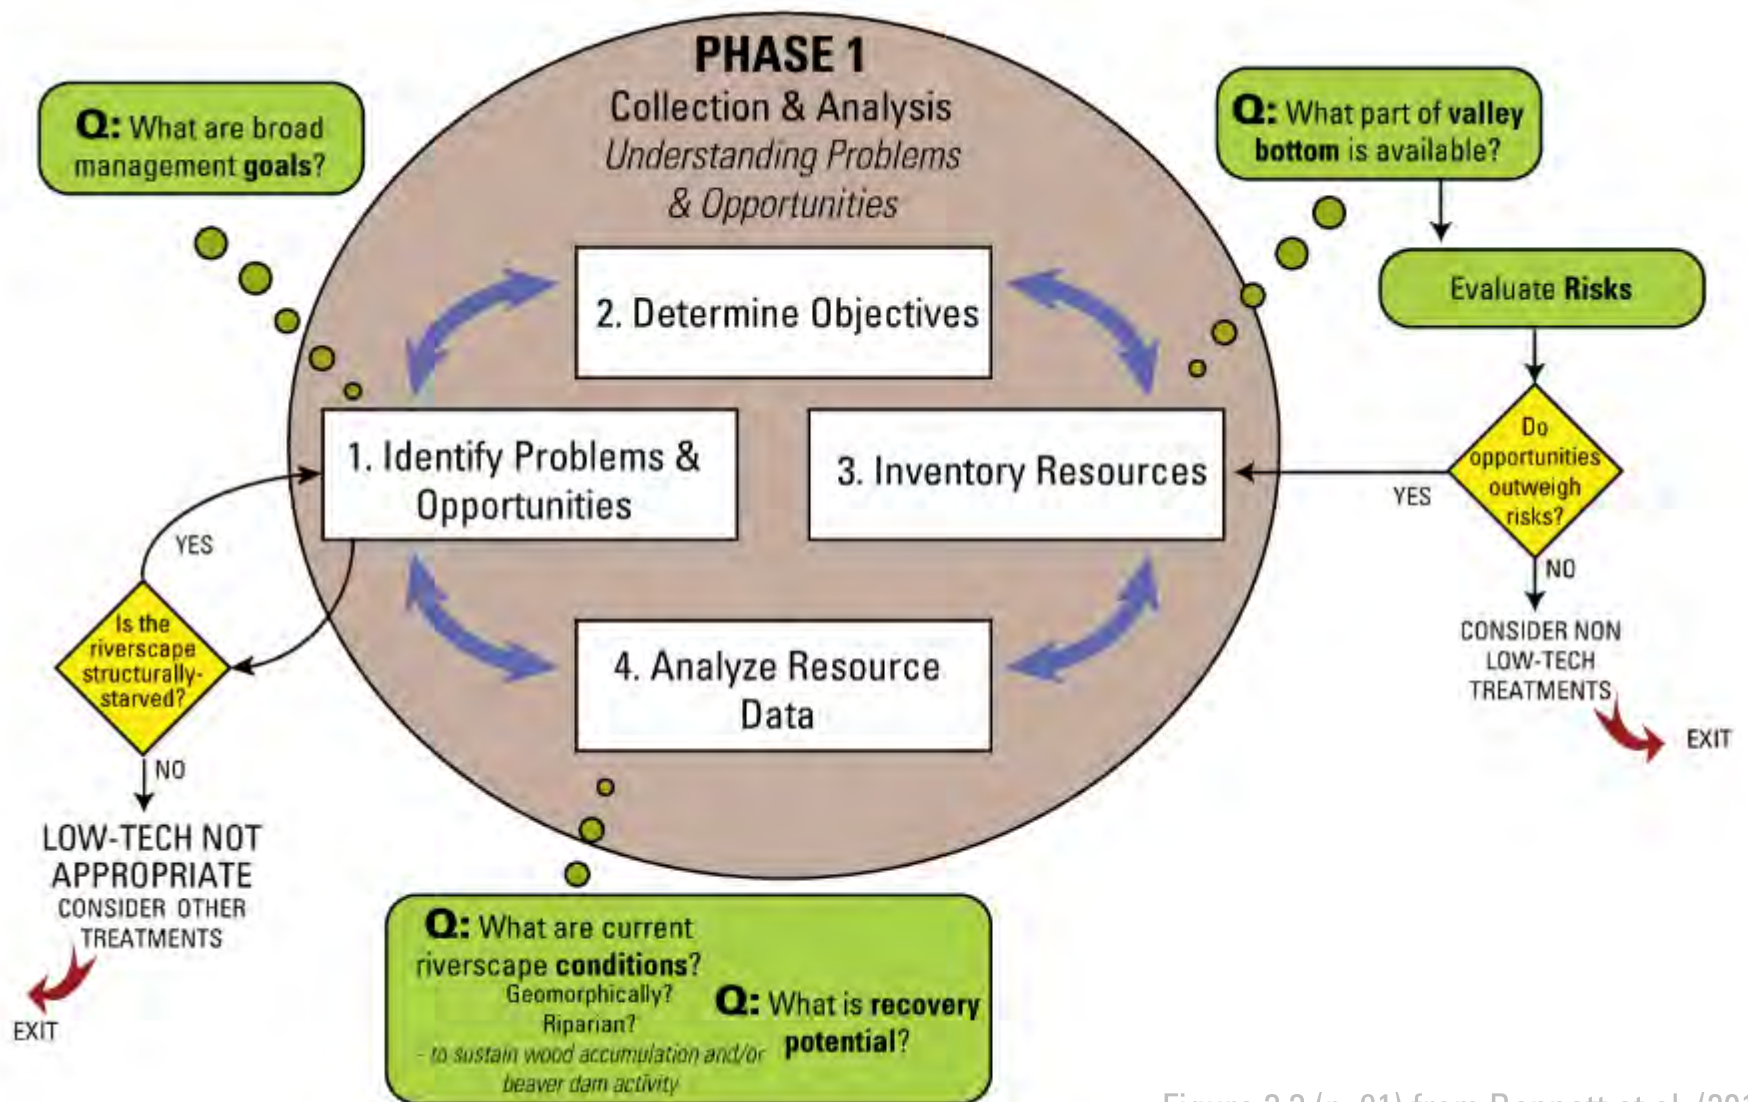 PHASE 1
Collection & Analysis
Understanding Problems
& Opportunities
Q: What are broad
management goals?
Q: What part of valley
bottom is available?
Evaluate Risks
2. Determine Objectives
1. Identify Problems &
Opportunities
3. Inventory Resources
Do
opportunities
outweigh
risks?
YES
NO
CONSIDER NON
LOW-TECH
TREATMENTS
EXIT
YES
Is the
riverscape
structurally-
starved?
NO
LOW-TECH NOT
APPROPRIATE
CONSIDER OTHER
TREATMENTS
EXIT
4. Analyze Resource
Data
Q: What are current
riverscape conditions?
Geomorphically?
Riparian?
- to sustain wood accumulation and/or
beaver dam activity
Q: What is recovery
potential?